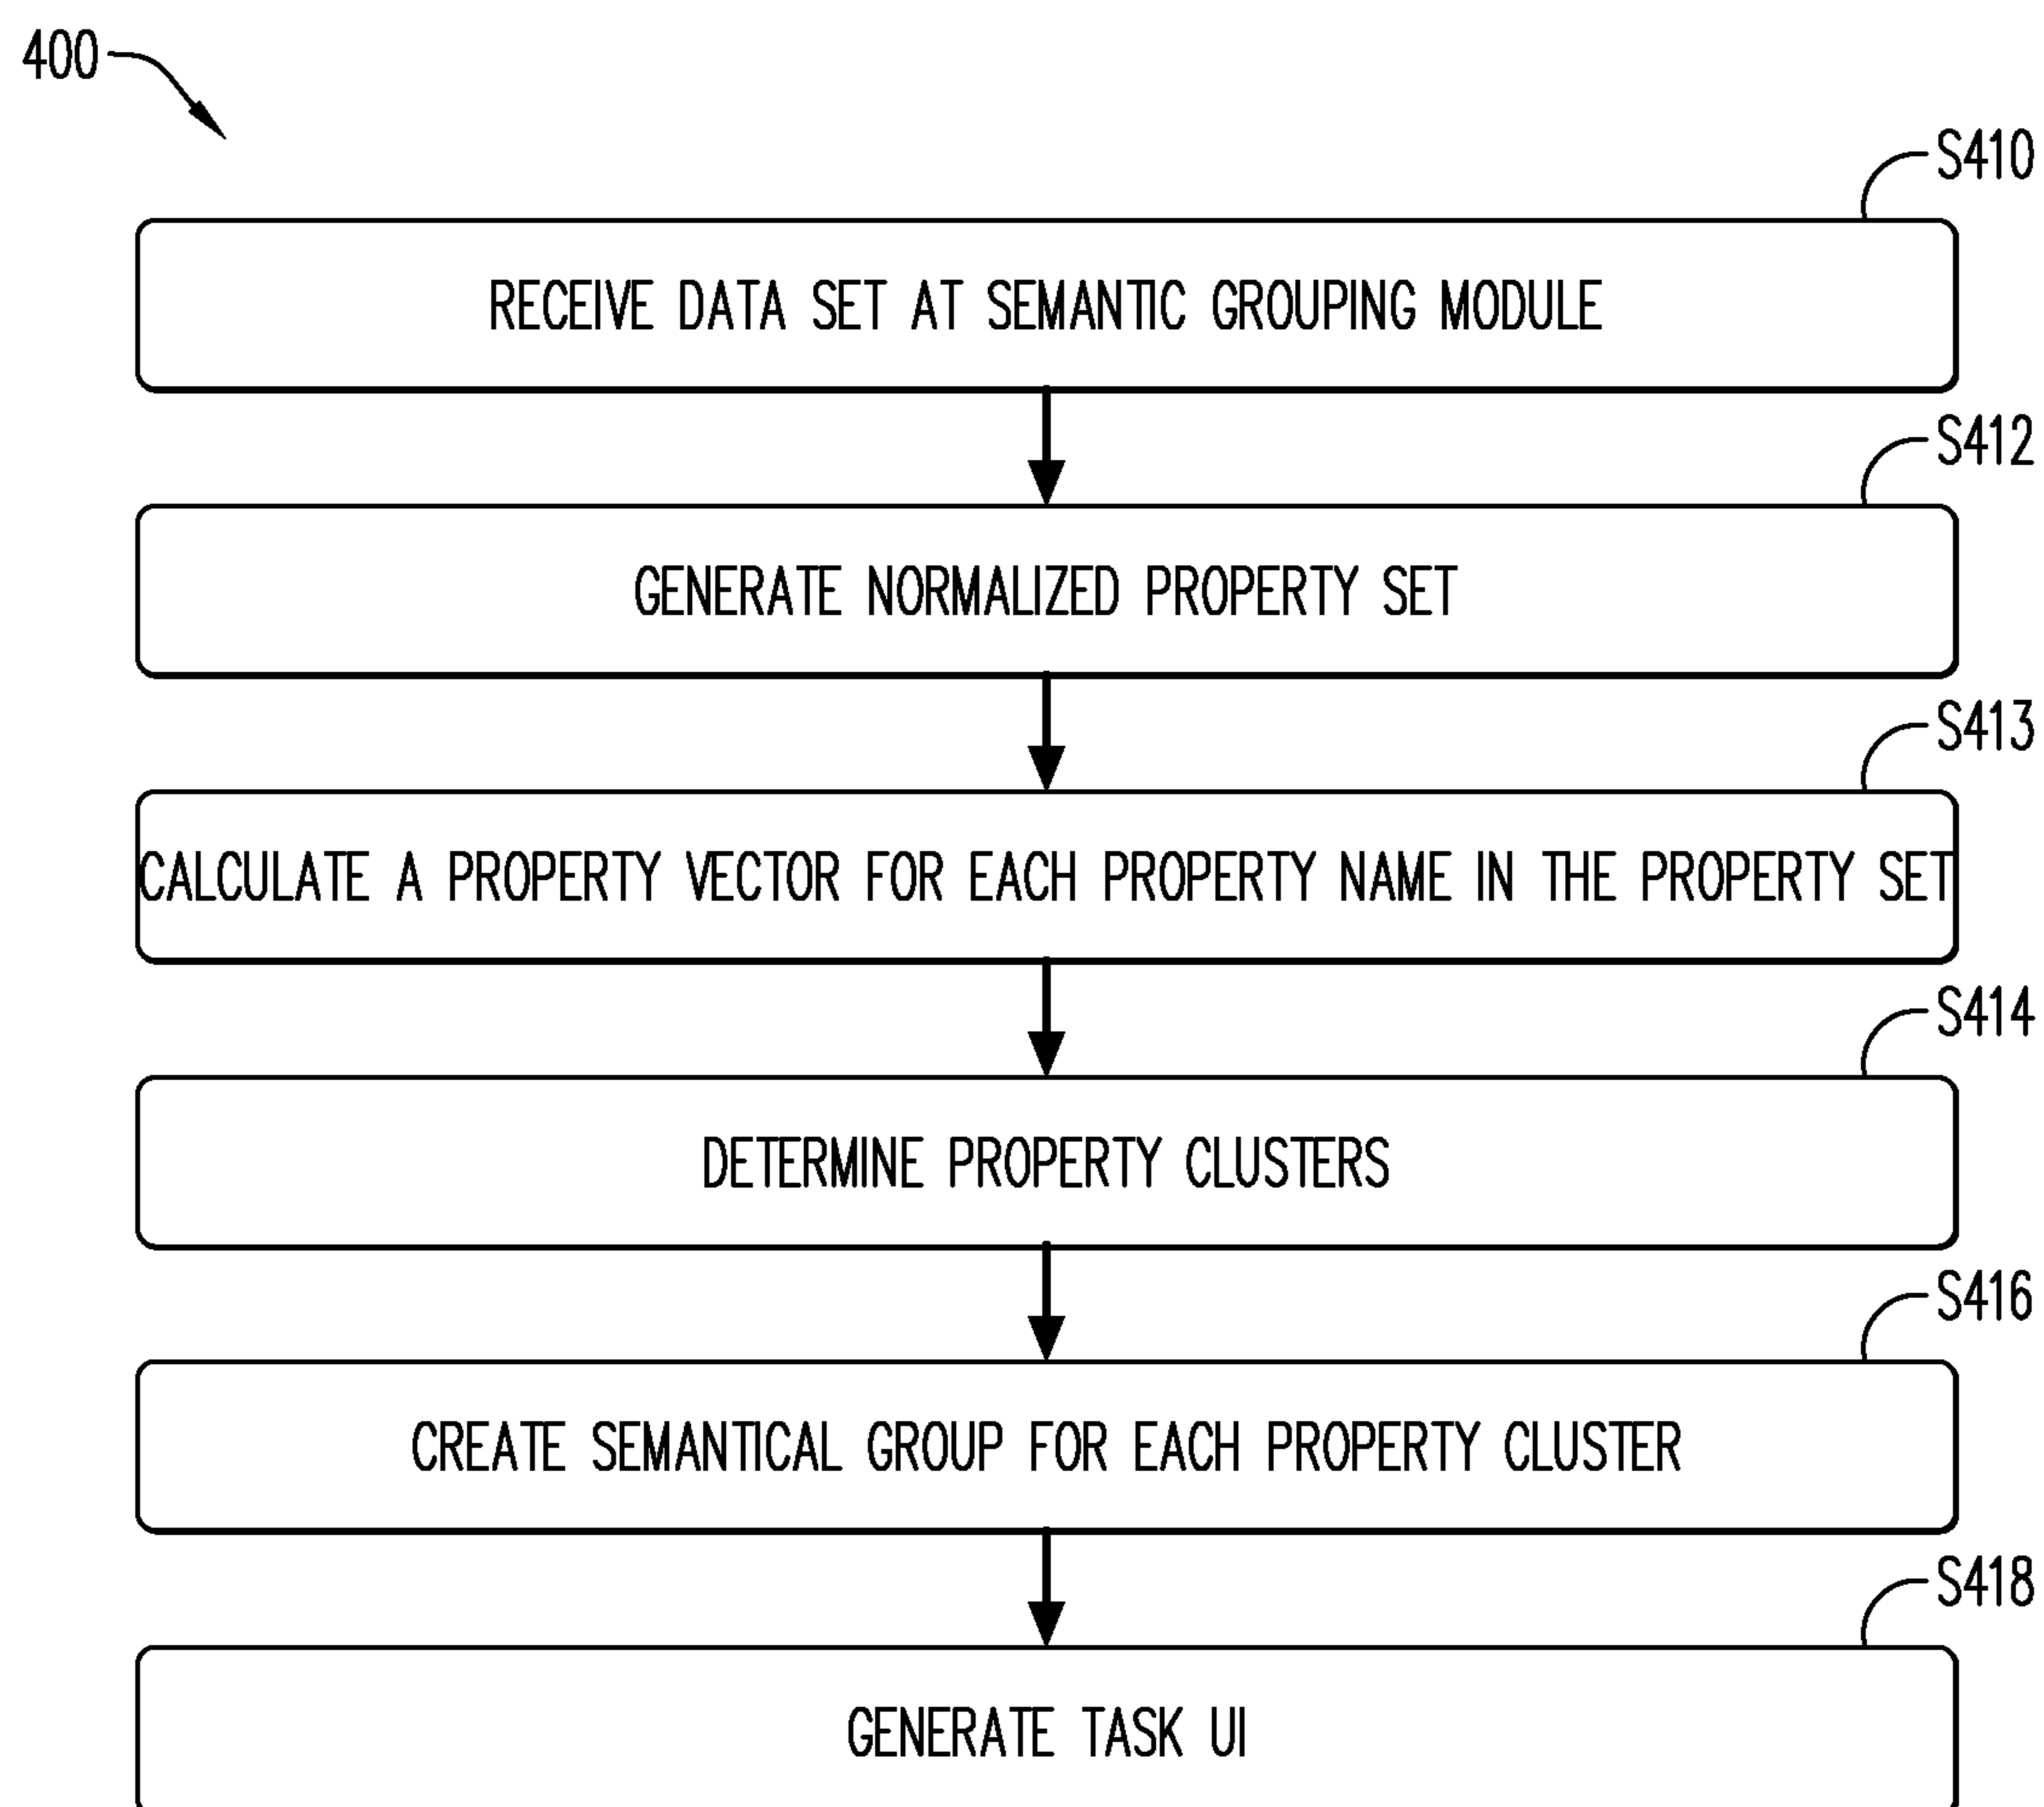 400
S410
RECEIVE DATA SET AT SEMANTIC GROUPING MODULE
S412
GENERATE NORMALIZED PROPERTY SET
S413
CALCULATE A PROPERTY VECTOR FOR EACH PROPERTY NAME IN THE PROPERTY SET
S414
DETERMINE PROPERTY CLUSTERS
S416
CREATE SEMANTICAL GROUP FOR EACH PROPERTY CLUSTER
S418
GENERATE TASK UI